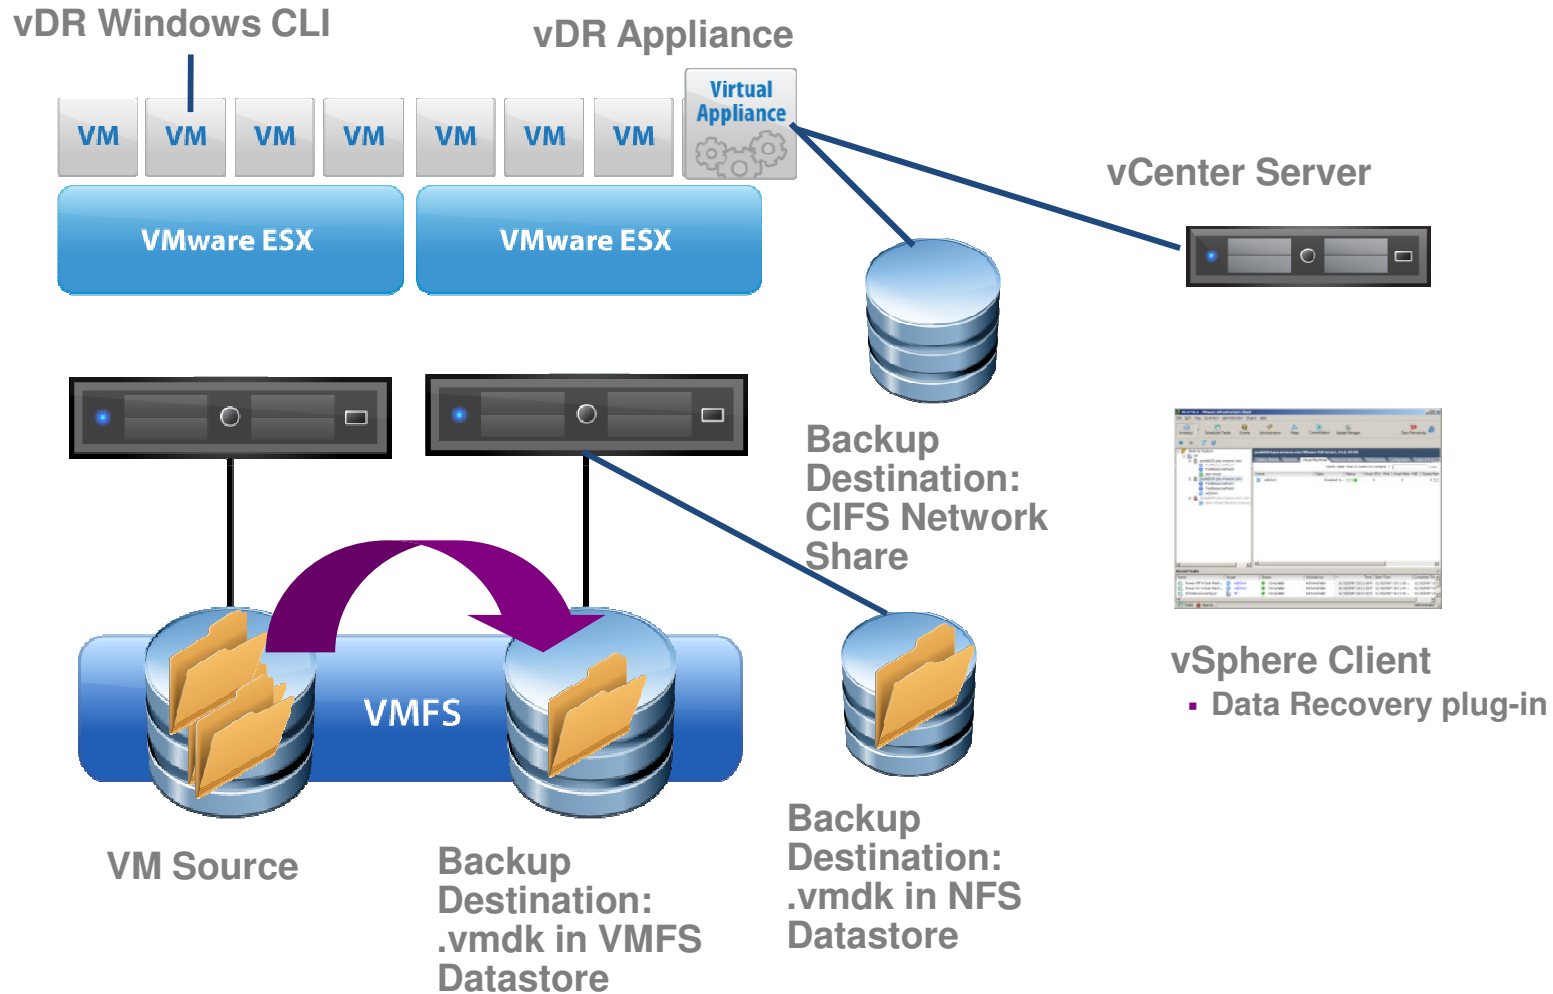 vDR Windows CLI
vDR Appliance
Virtual
Appliance
VM
VM
VM
VM
VM
VM
VM
vCenter Server
VMware ESX
VMware ESX
Backup
Destination:
CIFS Network
Share
VMFS
vSphere Client
▪ Data Recovery plug-in
VM Source
Backup
Destination:
.vmdk in VMFS
Datastore
Backup
Destination:
.vmdk in NFS
Datastore